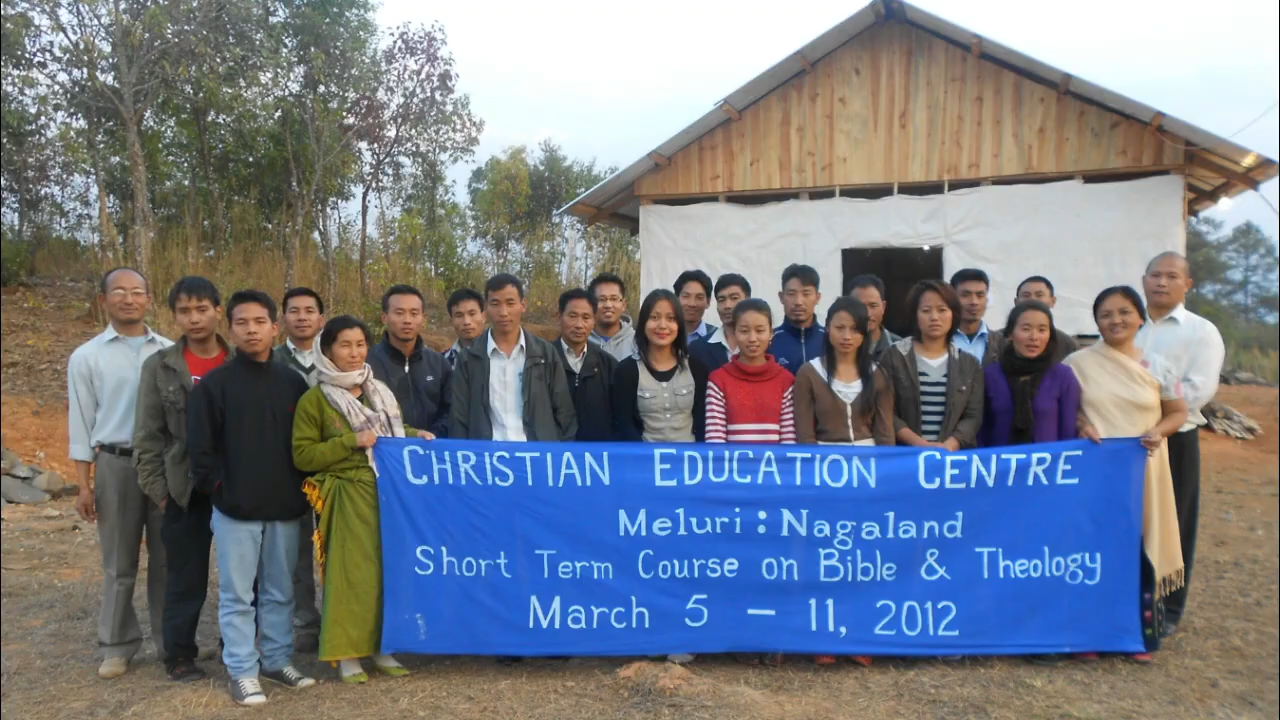 CHRISTIAN EDUCATION CENTRE
Meluri : Nagaland
Short Term Course on Bible & Theology
March 5 – 11, 2012